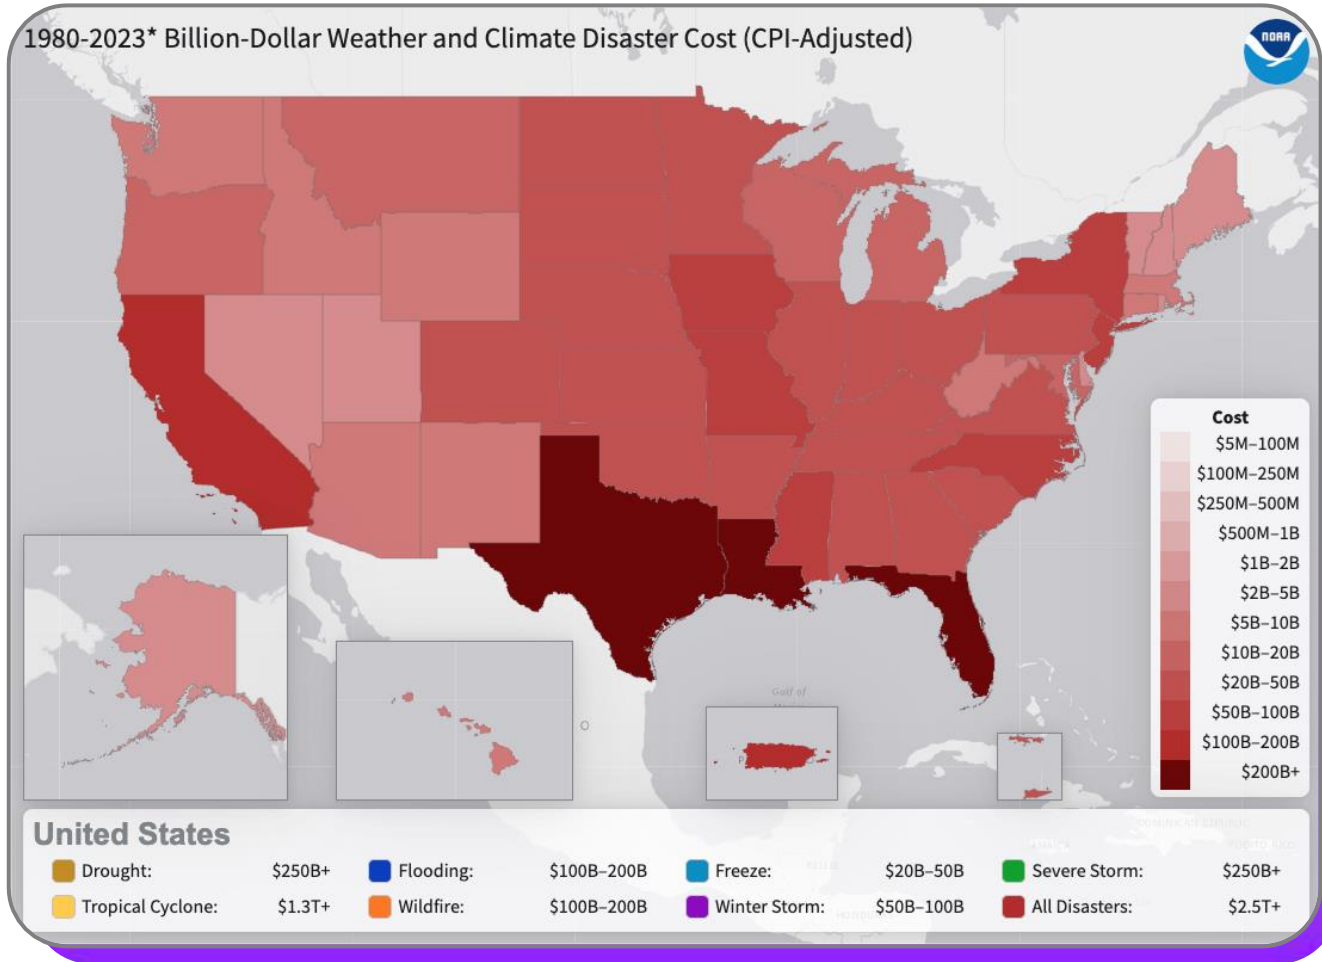 1980-2023* Billion-Dollar Weather and Climate Disaster Cost (CPI-Adjusted)
NOAA
Cost
$5M–100M
$100M–250M
$250M–500M
$500M–1B
$1B–2B
$2B–5B
$5B–10B
$10B–20B
$20B–50B
$50B–100B
$100B–200B
$200B+
Gulf of
United States
Drought: $250B+
Flooding: $100B–200B
Freeze: $20B–50B
Severe Storm: $250B+
Tropical Cyclone: $1.3T+
Wildfire: $100B–200B
Winter Storm: $50B–100B
All Disasters: $2.5T+